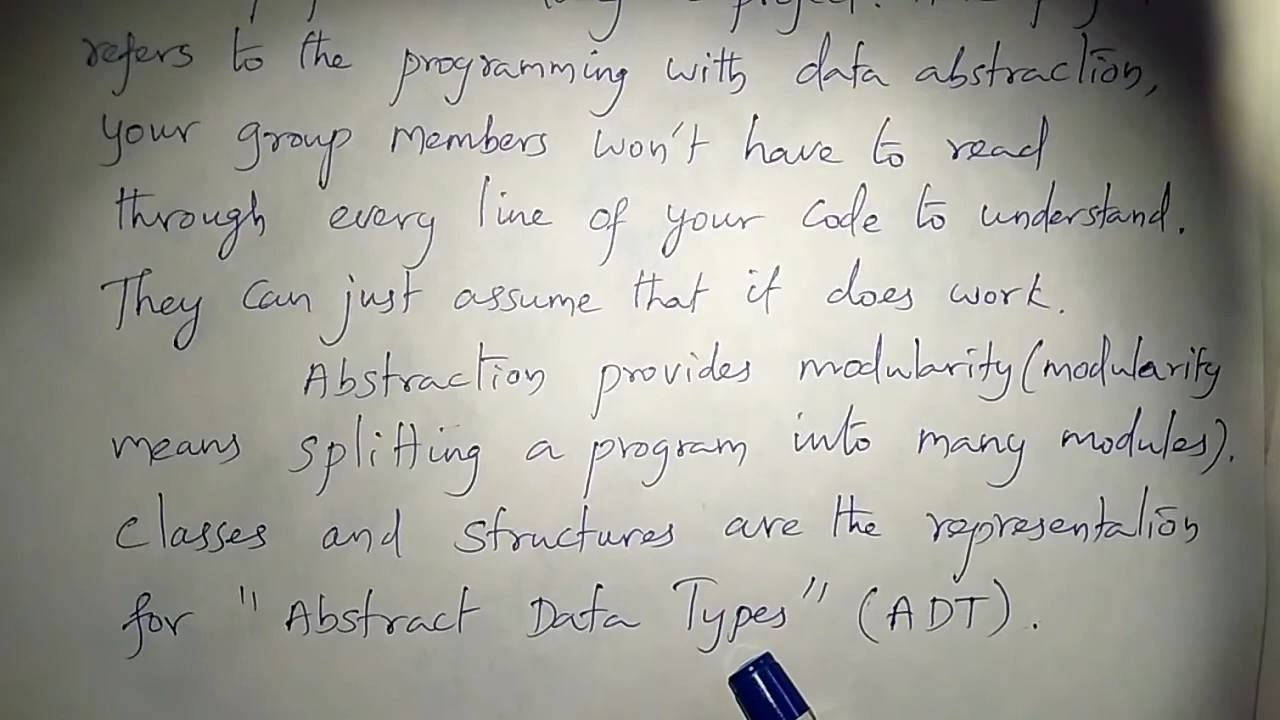 refers to the programming with data abstraction,
your group members won't have to read
through every line of your code to understand.
They can just assume that it does work.
Abstraction provides modularity (modularity
means splitting a program into many modules).
Classes and structures are the representation
for "Abstract Data Types" (ADT).